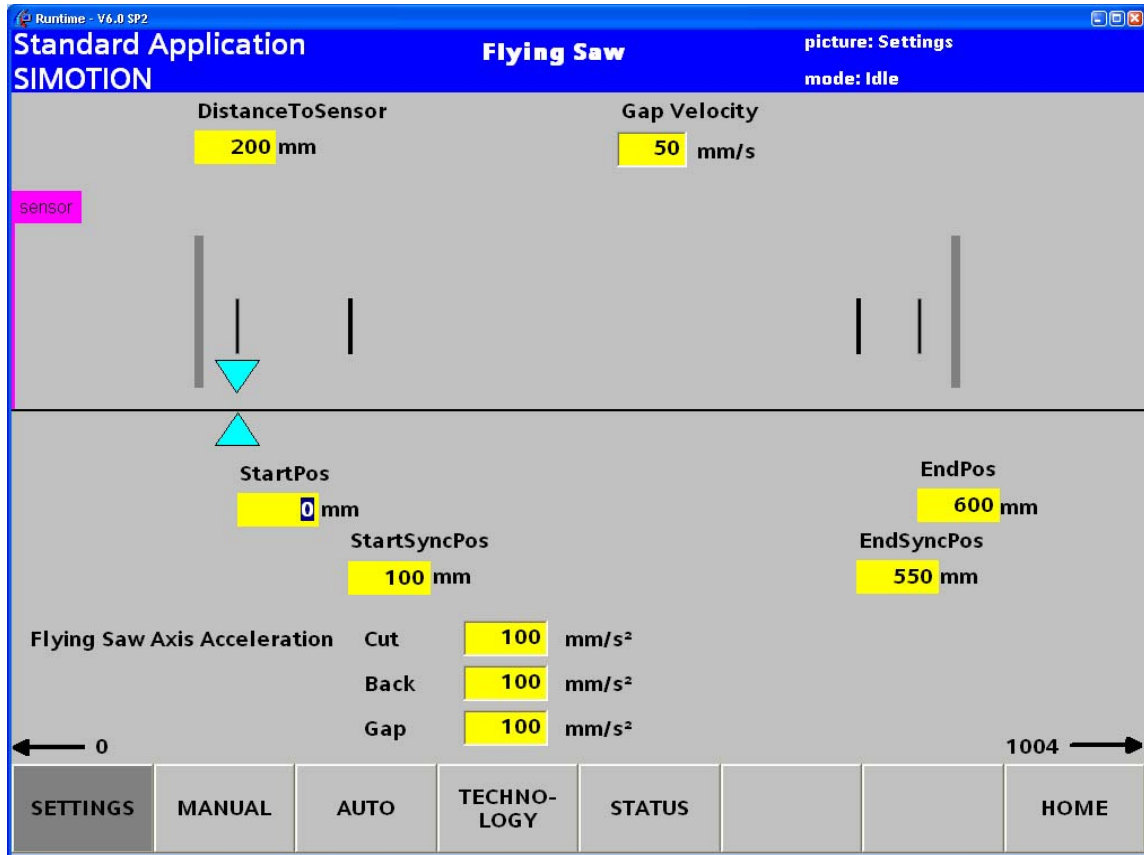 Runtime - V6.0 SP2
Standard Application
SIMOTION
Flying Saw
picture: Settings
mode: Idle
DistanceToSensor
200 mm
Gap Velocity
50 mm/s
sensor
StartPos
0 mm
EndPos
600 mm
StartSyncPos
100 mm
EndSyncPos
550 mm
Flying Saw Axis Acceleration
Cut 100 mm/s²
Back 100 mm/s²
Gap 100 mm/s²
0
1004
SETTINGS
MANUAL
AUTO
TECHNO-
LOGY
STATUS
HOME